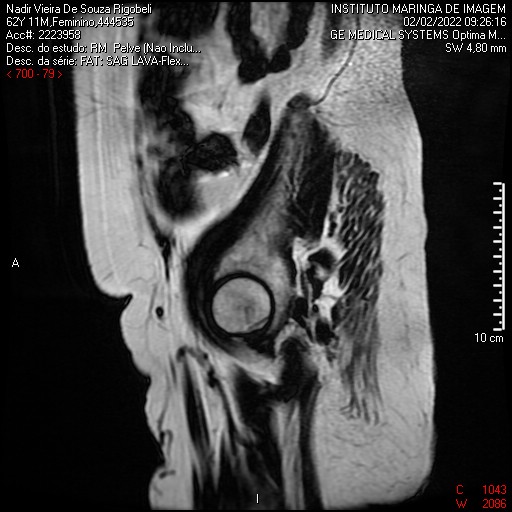 Nadir Vieira De Souza Rigobeli
62Y 11M,Feminino,444535
Acc#: 2223958
Desc. do estudo: RM Pelve (Nao Inclu...
Desc. da série: FAT: SAG LAVA-Flex...
< 700 - 79 >
INSTITUTO MARINGA DE IMAGEM
02/02/2022 09:26:16
GE MEDICAL SYSTEMS Optima M...
SW 4,80 mm
A
10 cm
I
C 1043
W 2086